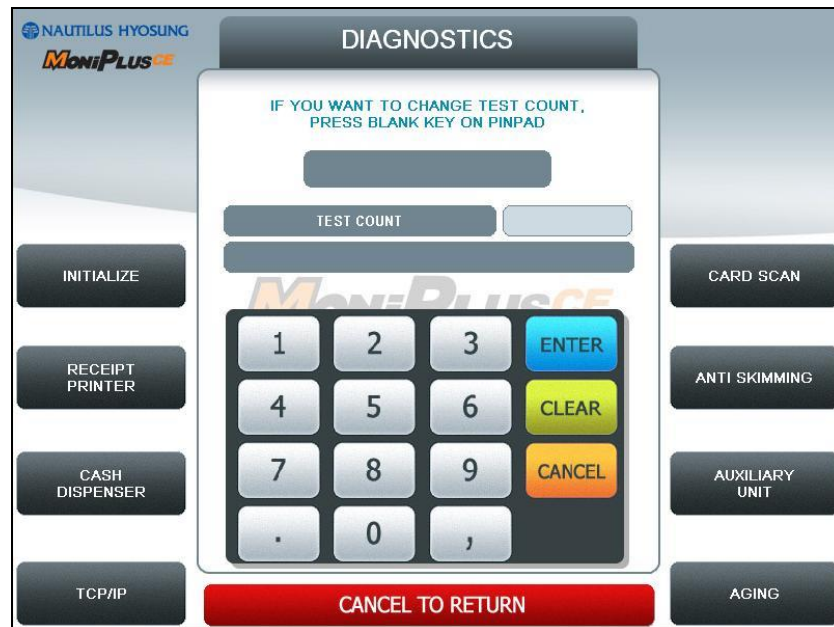 NAUTILUS HYOSUNG
MoniPlusCE
DIAGNOSTICS
IF YOU WANT TO CHANGE TEST COUNT,
PRESS BLANK KEY ON PINPAD
TEST COUNT
INITIALIZE
CARD SCAN
MoniPlusCE
1 2 3 ENTER
RECEIPT
PRINTER
ANTI SKIMMING
4 5 6 CLEAR
7 8 9 CANCEL
CASH
DISPENSER
AUXILIARY
UNIT
. 0 ,
TCP/IP
CANCEL TO RETURN
AGING